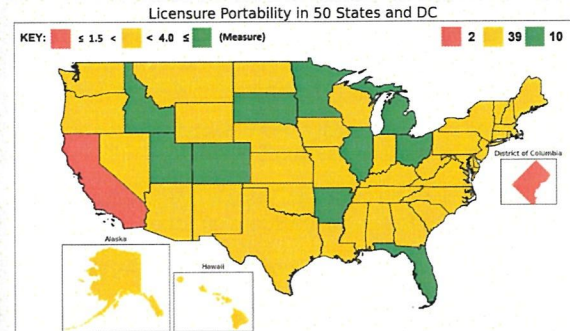 Licensure Portability in 50 States and DC
KEY: ≤ 1.5 < < 4.0 ≤ (Measure) 2 39 10
District of Columbia
Alaska
Hawaii